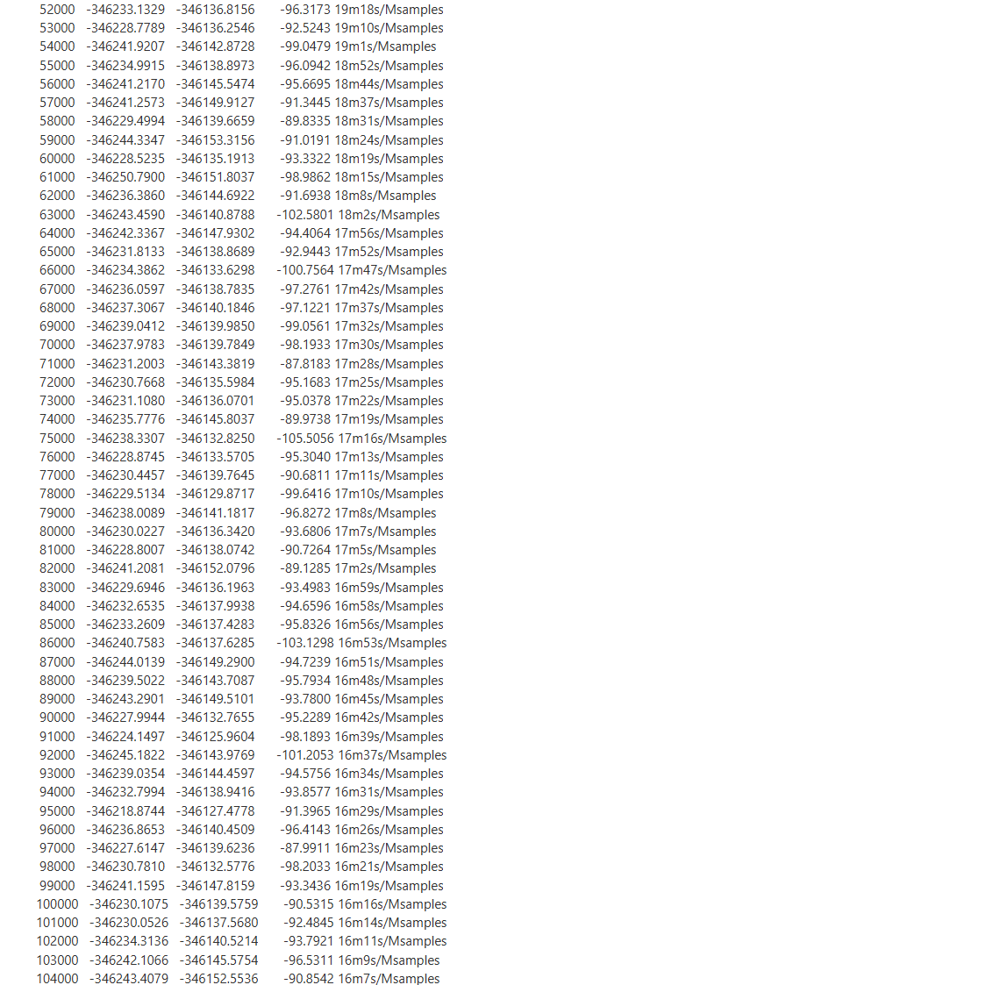 52000 -346233.1329 -346136.8156 -96.3173 19m18s/Msamples
53000 -346228.7789 -346136.2546 -92.5243 19m10s/Msamples
54000 -346241.9207 -346142.8728 -99.0479 19m1s/Msamples
55000 -346234.9915 -346138.8973 -96.0942 18m52s/Msamples
56000 -346241.2170 -346145.5474 -95.6695 18m44s/Msamples
57000 -346241.2573 -346149.9127 -91.3445 18m37s/Msamples
58000 -346229.4994 -346139.6659 -89.8335 18m31s/Msamples
59000 -346244.3347 -346153.3156 -91.0191 18m24s/Msamples
60000 -346228.5235 -346135.1913 -93.3322 18m19s/Msamples
61000 -346250.7900 -346151.8037 -98.9862 18m15s/Msamples
62000 -346236.3860 -346144.6922 -91.6938 18m8s/Msamples
63000 -346243.4590 -346140.8788 -102.5801 18m2s/Msamples
64000 -346242.3367 -346147.9302 -94.4064 17m56s/Msamples
65000 -346231.8133 -346138.8689 -92.9443 17m52s/Msamples
66000 -346234.3862 -346133.6298 -100.7564 17m47s/Msamples
67000 -346236.0597 -346138.7835 -97.2761 17m42s/Msamples
68000 -346237.3067 -346140.1846 -97.1221 17m37s/Msamples
69000 -346239.0412 -346139.9850 -99.0561 17m32s/Msamples
70000 -346237.9783 -346139.7849 -98.1933 17m30s/Msamples
71000 -346231.2003 -346143.3819 -87.8183 17m28s/Msamples
72000 -346230.7668 -346135.5984 -95.1683 17m25s/Msamples
73000 -346231.1080 -346136.0701 -95.0378 17m22s/Msamples
74000 -346235.7776 -346145.8037 -89.9738 17m19s/Msamples
75000 -346238.3307 -346132.8250 -105.5056 17m16s/Msamples
76000 -346228.8745 -346133.5705 -95.3040 17m13s/Msamples
77000 -346230.4457 -346139.7645 -90.6811 17m11s/Msamples
78000 -346229.5134 -346129.8717 -99.6416 17m10s/Msamples
79000 -346238.0089 -346141.1817 -96.8272 17m8s/Msamples
80000 -346230.0227 -346136.3420 -93.6806 17m7s/Msamples
81000 -346228.8007 -346138.0742 -90.7264 17m5s/Msamples
82000 -346241.2081 -346152.0796 -89.1285 17m2s/Msamples
83000 -346229.6946 -346136.1963 -93.4983 16m59s/Msamples
84000 -346232.6535 -346137.9938 -94.6596 16m58s/Msamples
85000 -346233.2609 -346137.4283 -95.8326 16m56s/Msamples
86000 -346240.7583 -346137.6285 -103.1298 16m53s/Msamples
87000 -346244.0139 -346149.2900 -94.7239 16m51s/Msamples
88000 -346239.5022 -346143.7087 -95.7934 16m48s/Msamples
89000 -346243.2901 -346149.5101 -93.7800 16m45s/Msamples
90000 -346227.9944 -346132.7655 -95.2289 16m42s/Msamples
91000 -346224.1497 -346125.9604 -98.1893 16m39s/Msamples
92000 -346245.1822 -346143.9769 -101.2053 16m37s/Msamples
93000 -346239.0354 -346144.4597 -94.5756 16m34s/Msamples
94000 -346232.7994 -346138.9416 -93.8577 16m31s/Msamples
95000 -346218.8744 -346127.4778 -91.3965 16m29s/Msamples
96000 -346236.8653 -346140.4509 -96.4143 16m26s/Msamples
97000 -346227.6147 -346139.6236 -87.9911 16m23s/Msamples
98000 -346230.7810 -346132.5776 -98.2033 16m21s/Msamples
99000 -346241.1595 -346147.8159 -93.3436 16m19s/Msamples
100000 -346230.1075 -346139.5759 -90.5315 16m16s/Msamples
101000 -346230.0526 -346137.5680 -92.4845 16m14s/Msamples
102000 -346234.3136 -346140.5214 -93.7921 16m11s/Msamples
103000 -346242.1066 -346145.5754 -96.5311 16m9s/Msamples
104000 -346243.4079 -346152.5536 -90.8542 16m7s/Msamples